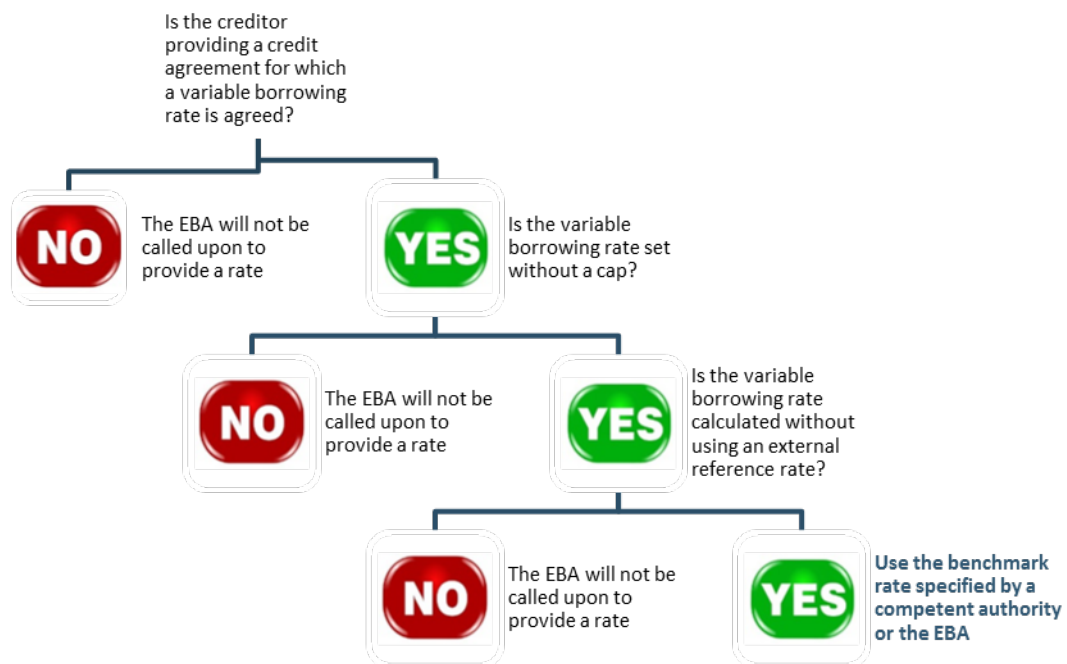 Is the creditor
providing a credit
agreement for which
a variable borrowing
rate is agreed?
NO
The EBA will not be
called upon to
provide a rate
YES
Is the variable
borrowing rate set
without a cap?
NO
The EBA will not be
called upon to
provide a rate
YES
Is the variable
borrowing rate
calculated without
using an external
reference rate?
NO
The EBA will not be
called upon to
provide a rate
YES
Use the benchmark
rate specified by a
competent authority
or the EBA